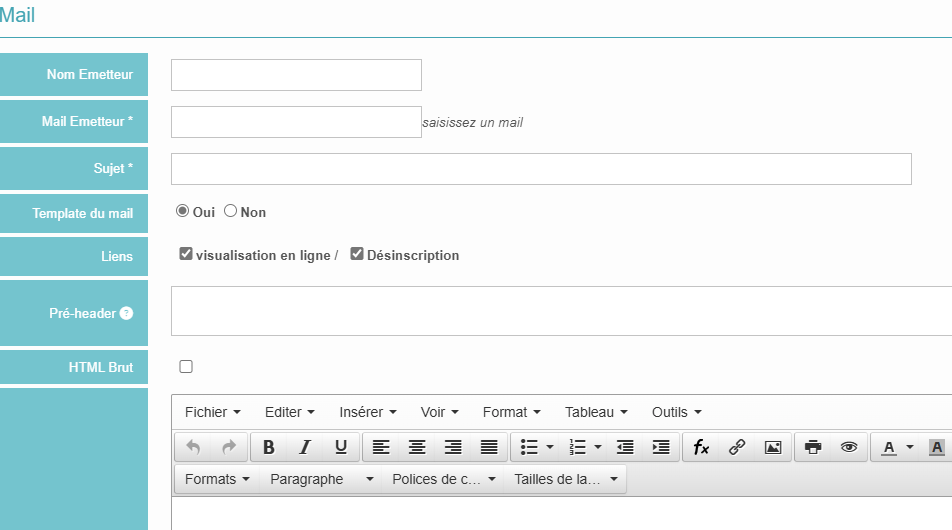 Mail
Nom Emetteur
Mail Emetteur * saisissez un mail
Sujet *
Template du mail Oui Non
Liens visualisation en ligne / Désinscription
Pré-header ?
HTML Brut
Fichier Editer Insérer Voir Format Tableau Outils
B I U fx A A
Formats Paragraphe Polices de c... Tailles de la...